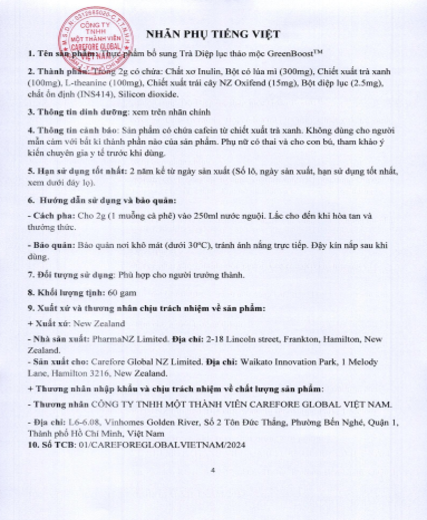 NHÃN PHỤ TIẾNG VIỆT
CÔNG TY
TNHH
MỘT THÀNH VIÊN
CAREFORE GLOBAL
VIỆT NAM
1. Tên sản phẩm: Thực phẩm bổ sung Trà Diệp lục thảo mộc GreenBoost™
2. Thành phần: Trong 2g có chứa: Chất xơ Inulin, Bột cỏ lúa mì (300mg), Chiết xuất trà xanh
(100mg), L-theanine (100mg), Chiết xuất trái cây NZ Oxifend (15mg), Bột diệp lục (2.5mg),
chất ổn định (INS414), Silicon dioxide.
3. Thông tin dinh dưỡng: xem trên nhãn chính
4. Thông tin cảnh báo: Sản phẩm có chứa cafein từ chiết xuất trà xanh. Không dùng cho người
mẫn cảm với bất kì thành phần nào của sản phẩm. Phụ nữ có thai và cho con bú, tham khảo ý
kiến chuyên gia y tế trước khi dùng.
5. Hạn sử dụng tốt nhất: 2 năm kể từ ngày sản xuất (Số lô, ngày sản xuất, hạn sử dụng tốt nhất,
xem dưới đáy lọ).
6. Hướng dẫn sử dụng và bảo quản:
- Cách pha: Cho 2g (1 muỗng cà phê) vào 250ml nước nguội. Lắc cho đến khi hòa tan và
thưởng thức.
- Bảo quản: Bảo quản nơi khô mát (dưới 30°C), tránh ánh nắng trực tiếp. Đậy kín nắp sau khi
dùng.
7. Đối tượng sử dụng: Phù hợp cho người trưởng thành.
8. Khối lượng tịnh: 60 gam
9. Xuất xứ và thương nhân chịu trách nhiệm về sản phẩm:
+ Xuất xứ: New Zealand
- Nhà sản xuất: PharmaNZ Limited. Địa chỉ: 2-18 Lincoln street, Frankton, Hamilton, New
Zealand.
- Sản xuất cho: Carefore Global NZ Limited. Địa chỉ: Waikato Innovation Park, 1 Melody
Lane, Hamilton 3216, New Zealand.
+ Thương nhân nhập khẩu và chịu trách nhiệm về chất lượng sản phẩm:
- Thương nhân CÔNG TY TNHH MỘT THÀNH VIÊN CAREFORE GLOBAL VIỆT NAM.
- Địa chỉ: L6-6.08, Vinhomes Golden River, Số 2 Tôn Đức Thắng, Phường Bến Nghé, Quận 1,
Thành phố Hồ Chí Minh, Việt Nam
10. Số TCB: 01/CAREFOREGLOBALVIETNAM/2024
4